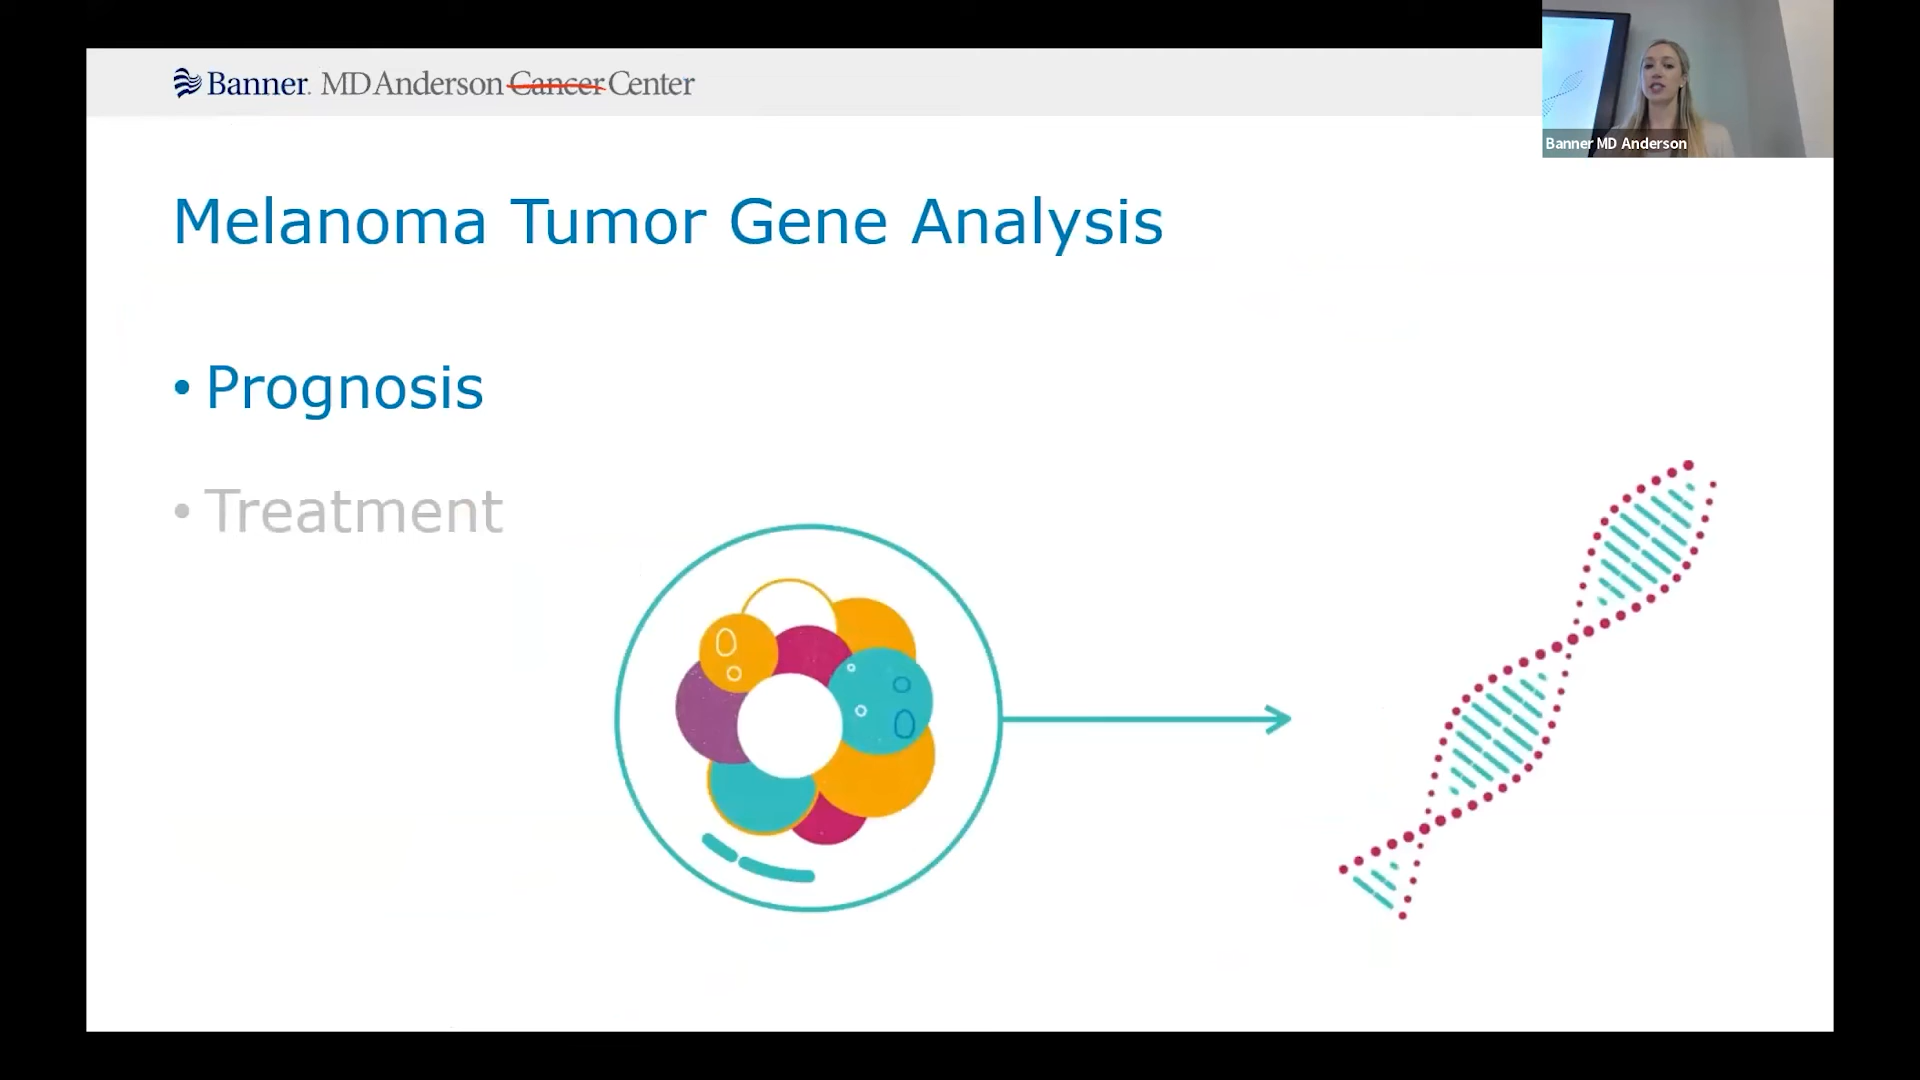 Banner. MD Anderson Cancer Center
Banner MD Anderson
Melanoma Tumor Gene Analysis
• Prognosis
• Treatment